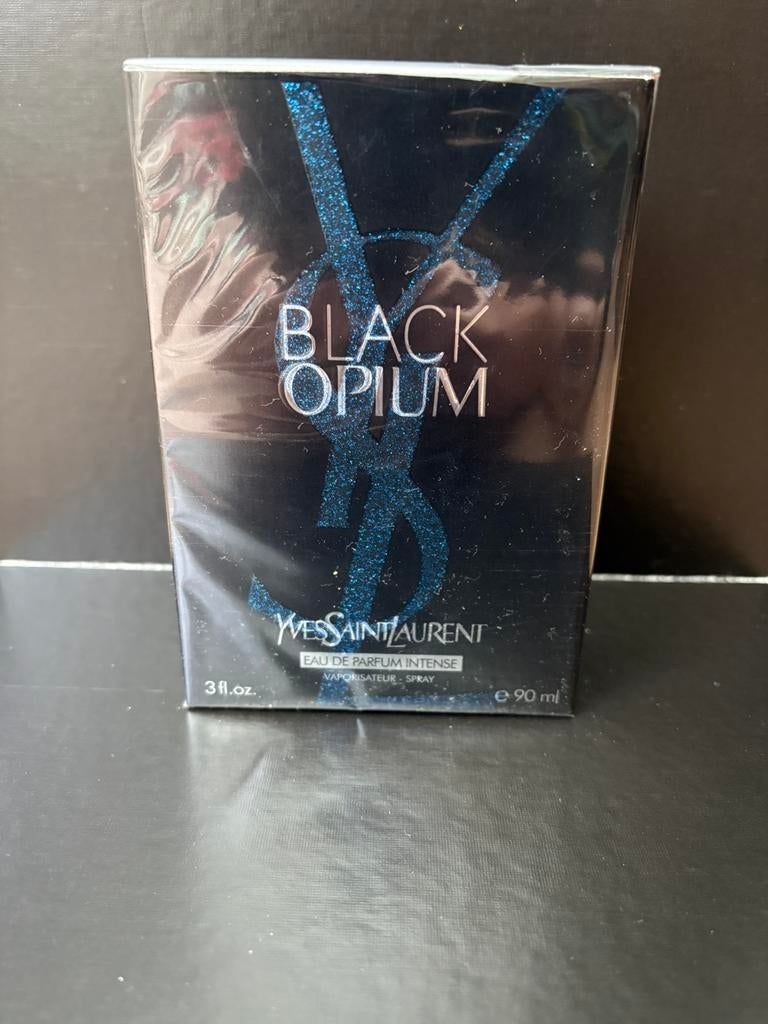 BLACK
OPIUM
YVESSAINTLAURENT
EAU DE PARFUM INTENSE
VAPORISATEUR - SPRAY
3 fl.oz. ℮ 90 ml